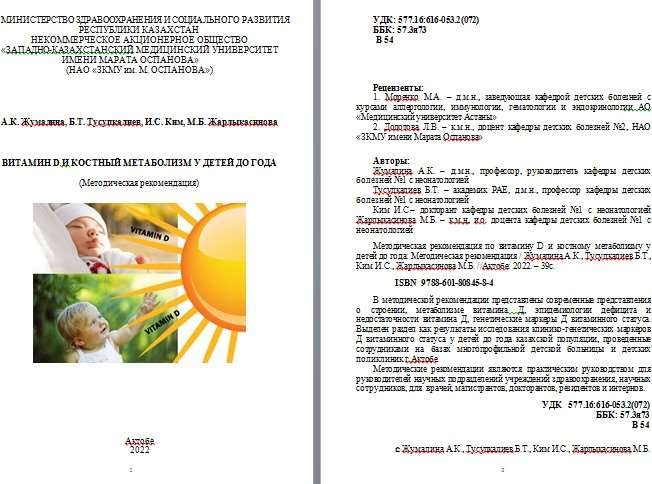 МИНИСТЕРСТВО ЗДРАВООХРАНЕНИЯ И СОЦИАЛЬНОГО РАЗВИТИЯ
РЕСПУБЛИКИ КАЗАХСТАН
НЕКОММЕРЧЕСКОЕ АКЦИОНЕРНОЕ ОБЩЕСТВО
«ЗАПАДНО-КАЗАХСТАНСКИЙ МЕДИЦИНСКИЙ УНИВЕРСИТЕТ
ИМЕНИ МАРАТА ОСПАНОВА»
(НАО «ЗКМУ им. М. ОСПАНОВА»)
А.К. Жумалина, Б.Т. Тусупкалиев, И.С. Ким, М.Б. Жарлыкасинова
ВИТАМИН D И КОСТНЫЙ МЕТАБОЛИЗМ У ДЕТЕЙ ДО ГОДА
(Методическая рекомендация)
VITAMIN D
VITAMIN D
Актобе
2022
УДК: 577.16:616-053.2(072)
ББК: 57.3я73
В 54
Рецензенты:
1. Моренко М.А. – д.м.н., заведующая кафедрой детских болезней с
курсами аллергологии, иммунологии, гематологии и эндокринологии, АО
«Медицинский университет Астаны»
2. Долотова Л.В. – к.м.н., доцент кафедры детских болезней №2, НАО
«ЗКМУ имени Марата Оспанова»
Авторы:
Жумалина А.К. – д.м.н., профессор, руководитель кафедры детских
болезней №1 с неонатологией
Тусупкалиев Б.Т. – академик РАЕ, д.м.н., профессор кафедры детских
болезней №1 с неонатологией
Ким И.С– докторант кафедры детских болезней №1 с неонатологией
Жарлыкасинова М.Б. – к.м.н, и.о. доцента кафедры детских болезней №1 с
неонатологией
Методическая рекомендация по витамину D и костному метаболизму у
детей до года: Методическая рекомендация / Жумалина А.К., Тусупкалиев Б.Т.,
Ким И.С., Жарлыкасинова М.Б. //Актобе: 2022. – 39с.
ISBN 9788-601-80845-8-4
В методической рекомендации представлены современные представления
о строении, метаболизме витамина Д, эпидемиологии дефицита и
недостаточности витамина Д, генетические маркеры Д витаминного статуса.
Выделен раздел как результаты исследования клинико-генетических маркеров
Д витаминного статуса у детей до года казахской популяции, проведенные
сотрудниками на базах многопрофильной детской больницы и детских
поликлиник г.Актобе
Методические рекомендации являются практическим руководством для
руководителей научных подразделений учреждений здравоохранения, научных
сотрудников, для врачей, магистрантов, докторантов, резидентов и интернов.
УДК 577.16:616-053.2(072)
ББК: 57.3я73
В 54
© Жумалина А.К., Тусупкалиев Б.Т., Ким И.С., Жарлыкасинова М.Б.